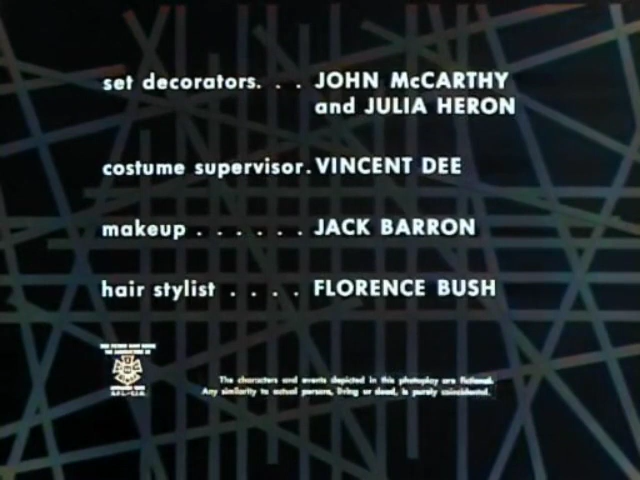 set decorators. . . JOHN McCARTHY
and JULIA HERON
costume supervisor. VINCENT DEE
makeup . . . . . . JACK BARRON
hair stylist . . . . FLORENCE BUSH
The characters and events depicted in this photoplay are fictional.
Any similarity to actual persons, living or dead, is purely coincidental.